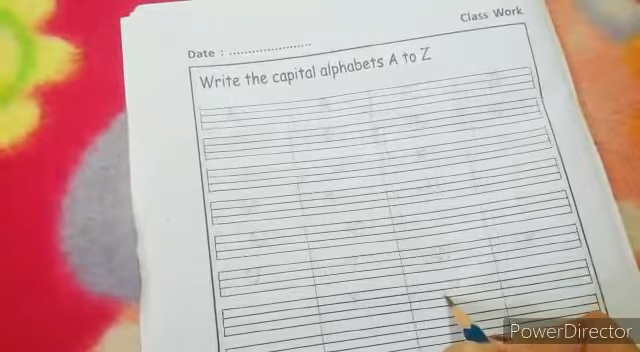 Class Work
Date : ......................
Write the capital alphabets A to Z
PowerDirector